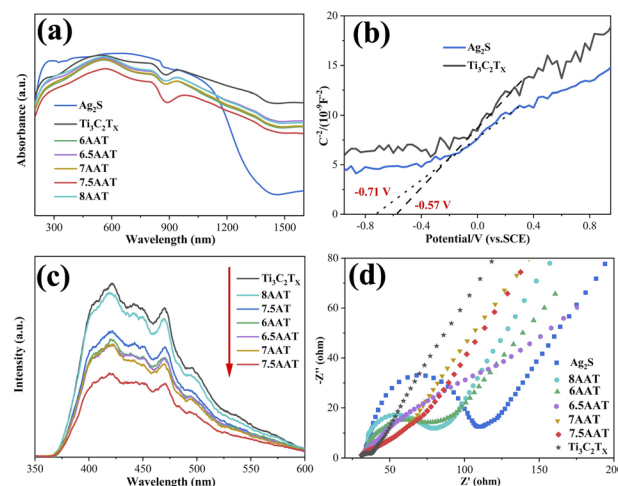 (a)
Absorbance (a.u.)
Ag₂S
Ti₃C₂Tₓ
6AAT
6.5AAT
7AAT
7.5AAT
8AAT
300 600 900 1200 1500
Wavelength (nm)
(b)
C⁻²/(10⁻⁹F⁻²)
Ag₂S
Ti₃C₂Tₓ
20
15
10
5
0
-0.71 V
-0.57 V
-0.8 -0.4 0.0 0.4 0.8
Potential/V (vs.SCE)
(c)
Intensity (a.u.)
Ti₃C₂Tₓ
8AAT
7.5AT
6AAT
6.5AAT
7AAT
7.5AAT
350 400 450 500 550 600
Wavelength (nm)
(d)
-Z'' (ohm)
-80
60
40
20
0
Ag₂S
8AAT
6AAT
6.5AAT
7AAT
7.5AAT
Ti₃C₂Tₓ
0 50 100 150 200
Z' (ohm)